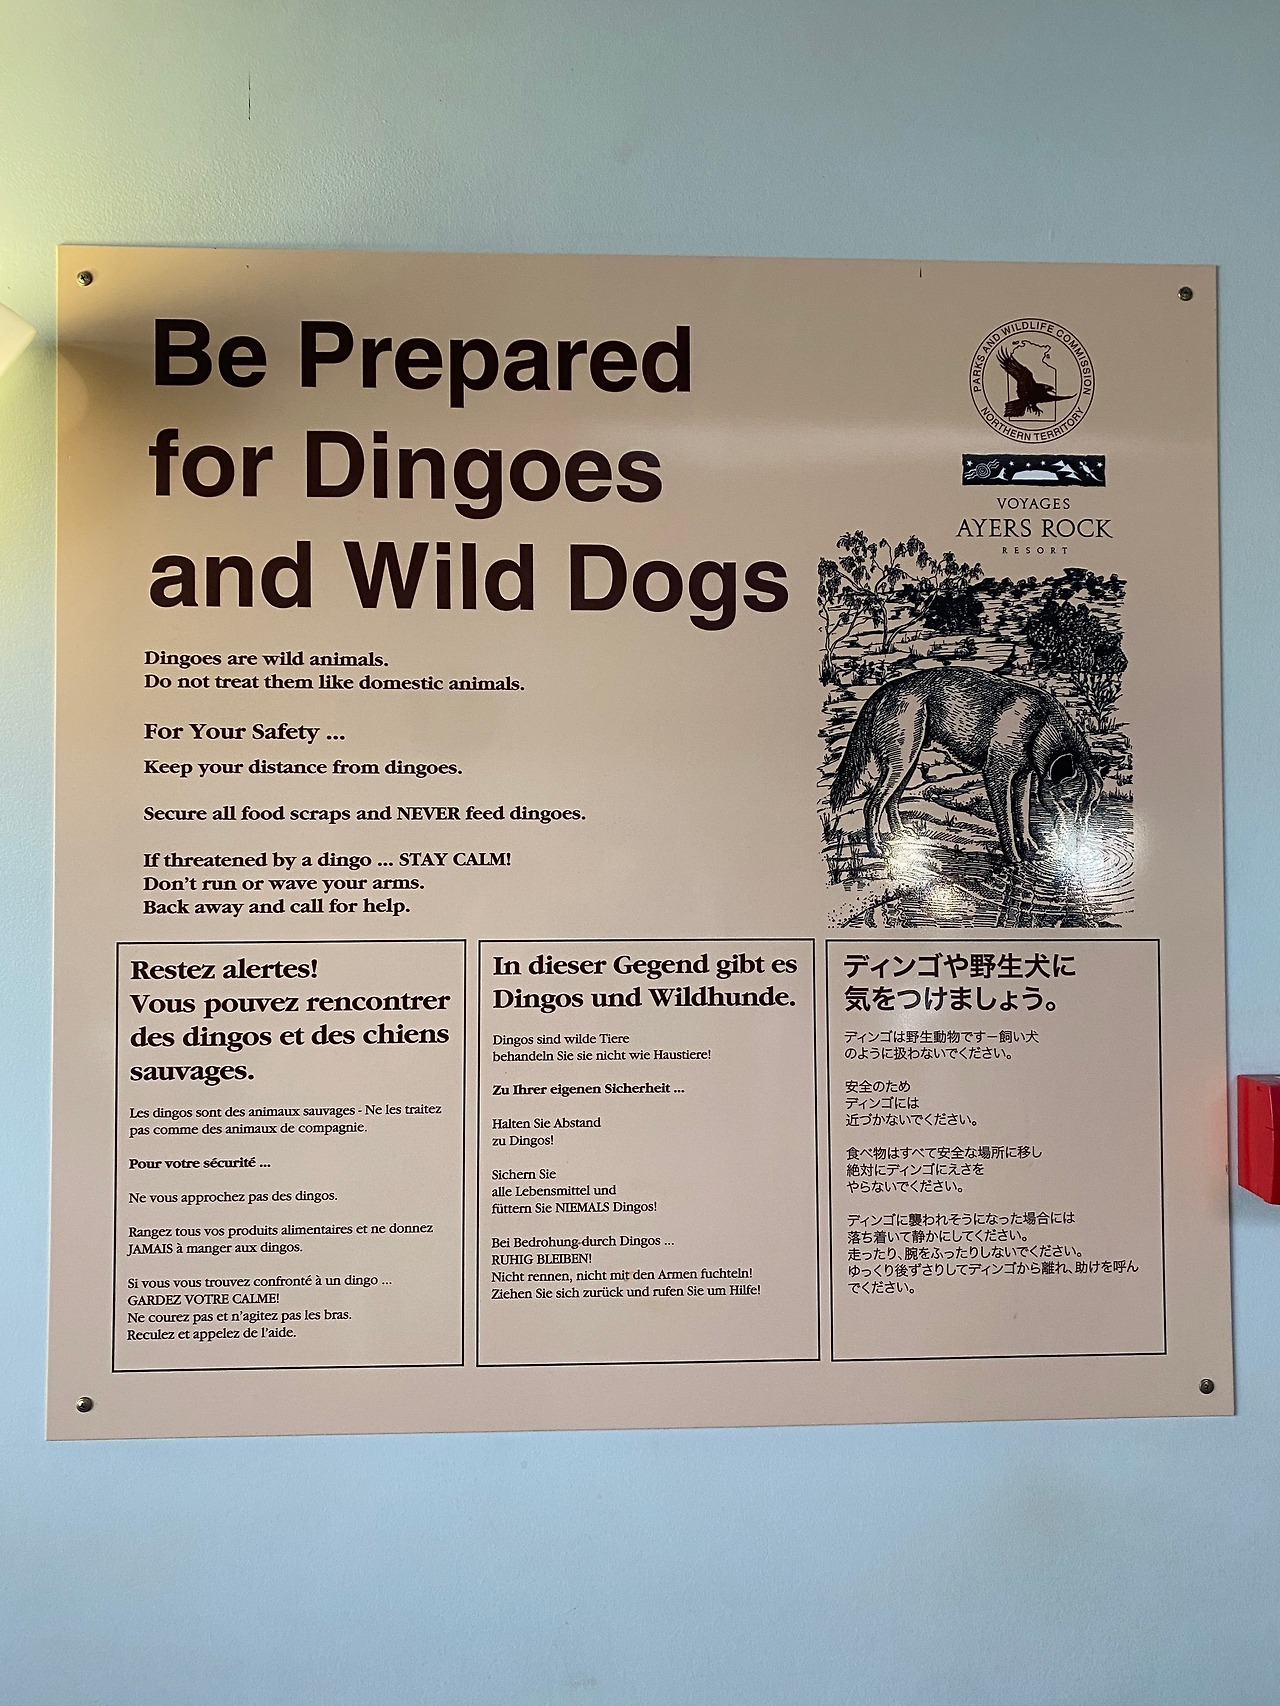 Be Prepared
for Dingoes
and Wild Dogs
PARKS AND WILDLIFE COMMISSION
NORTHERN TERRITORY
VOYAGES
AYERS ROCK
RESORT
Dingoes are wild animals.
Do not treat them like domestic animals.
For Your Safety ...
Keep your distance from dingoes.
Secure all food scraps and NEVER feed dingoes.
If threatened by a dingo ... STAY CALM!
Don't run or wave your arms.
Back away and call for help.
Restez alertes!
Vous pouvez rencontrer
des dingos et des chiens
sauvages.
Les dingos sont des animaux sauvages - Ne les traitez
pas comme des animaux de compagnie.
Pour votre sécurité ...
Ne vous approchez pas des dingos.
Rangez tous vos produits alimentaires et ne donnez
JAMAIS à manger aux dingos.
Si vous vous trouvez confronté à un dingo ...
GARDEZ VOTRE CALME!
Ne courez pas et n'agitez pas les bras.
Reculez et appelez de l'aide.
In dieser Gegend gibt es
Dingos und Wildhunde.
Dingos sind wilde Tiere
behandeln Sie sie nicht wie Haustiere!
Zu Ihrer eigenen Sicherheit ...
Halten Sie Abstand
zu Dingos!
Sichern Sie
alle Lebensmittel und
füttern Sie NIEMALS Dingos!
Bei Bedrohung durch Dingos ...
RUHIG BLEIBEN!
Nicht rennen, nicht mit den Armen fuchteln!
Ziehen Sie sich zurück und rufen Sie um Hilfe!
ディンゴや野生犬に
気をつけましょう。
ディンゴは野生動物です－飼い犬
のように扱わないでください。
安全のため
ディンゴには
近づかないでください。
食べ物はすべて安全な場所に移し
絶対にディンゴにえさを
やらないでください。
ディンゴに襲われそうになった場合には
落ち着いて静かにしてください。
走ったり、腕をふったりしないでください。
ゆっくり後ずさりしてディンゴから離れ、助けを呼ん
でください。